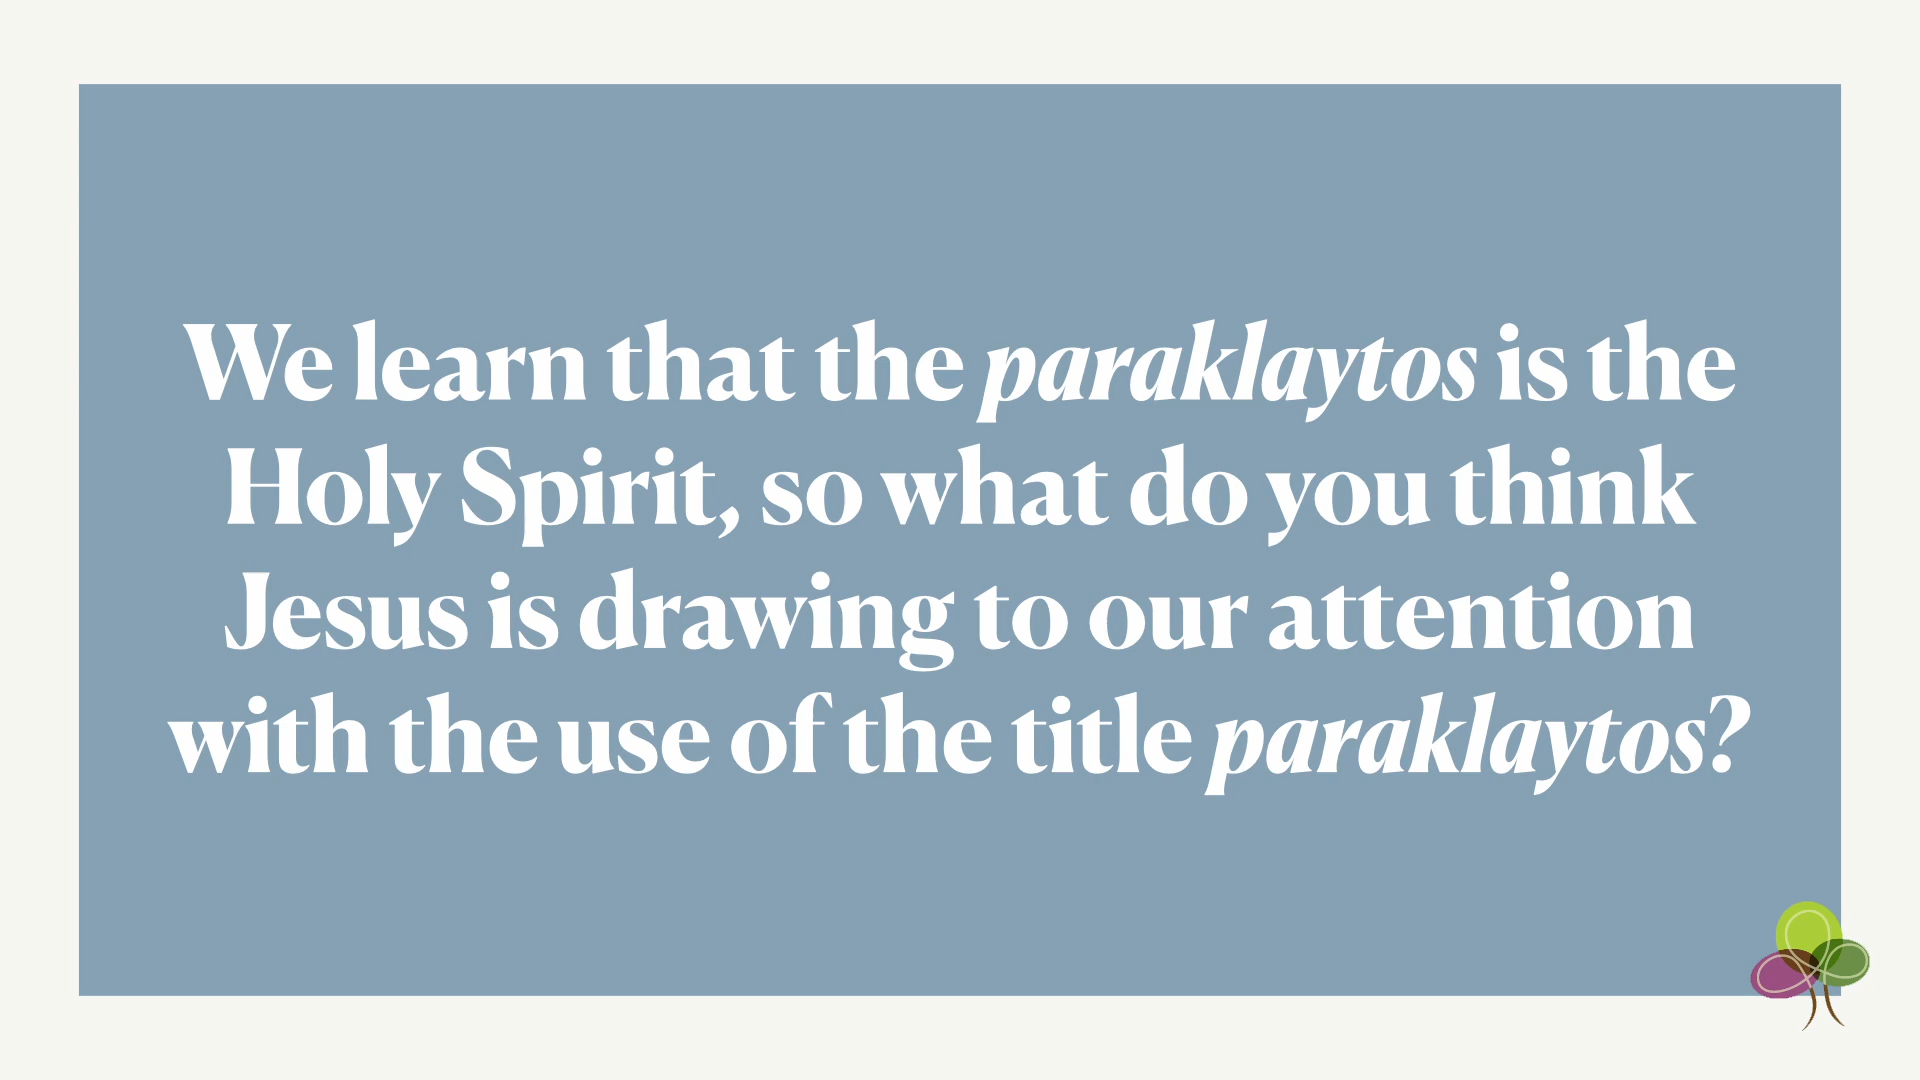 We learn that the paraklaytos is the
Holy Spirit, so what do you think
Jesus is drawing to our attention
with the use of the title paraklaytos?